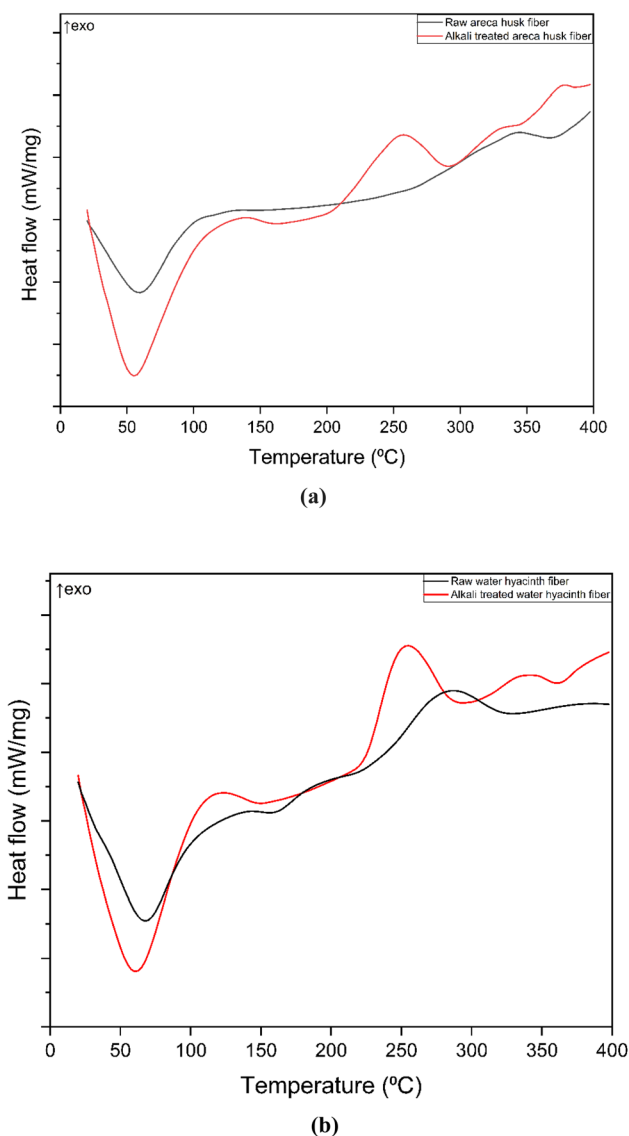 ↑exo
Raw areca husk fiber
Alkali treated areca husk fiber
Heat flow (mW/mg)
0 50 100 150 200 250 300 350 400
Temperature (⁰C)
(a)
↑exo
Raw water hyacinth fiber
Alkali treated water hyacinth fiber
Heat flow (mW/mg)
0 50 100 150 200 250 300 350 400
Temperature (⁰C)
(b)